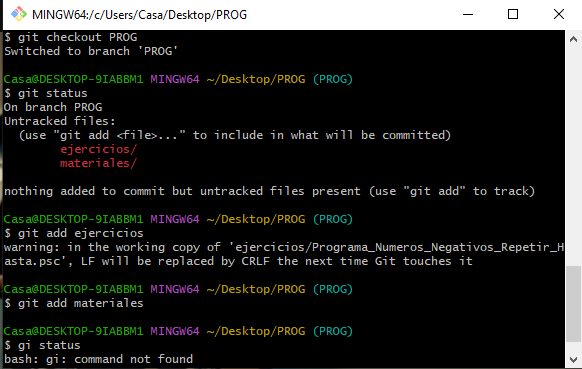 MINGW64:/c/Users/Casa/Desktop/PROG
$ git checkout PROG
Switched to branch 'PROG'
Casa@DESKTOP-9IABBM1 MINGW64 ~/Desktop/PROG (PROG)
$ git status
On branch PROG
Untracked files:
  (use "git add <file>..." to include in what will be committed)
        ejercicios/
        materiales/
nothing added to commit but untracked files present (use "git add" to track)
Casa@DESKTOP-9IABBM1 MINGW64 ~/Desktop/PROG (PROG)
$ git add ejercicios
warning: in the working copy of 'ejercicios/Programa_Numeros_Negativos_Repetir_H
asta.psc', LF will be replaced by CRLF the next time Git touches it
Casa@DESKTOP-9IABBM1 MINGW64 ~/Desktop/PROG (PROG)
$ git add materiales
Casa@DESKTOP-9IABBM1 MINGW64 ~/Desktop/PROG (PROG)
$ gi status
bash: gi: command not found